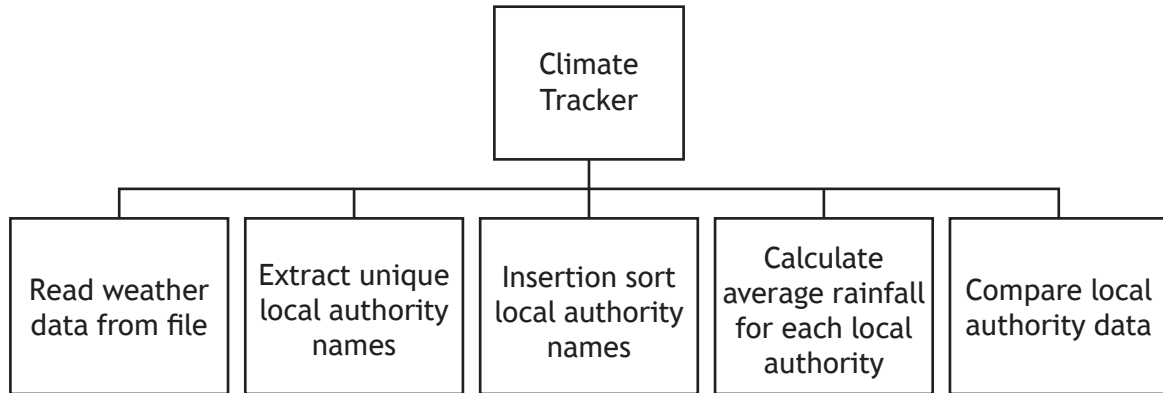 Climate
Tracker
Read weather
data from file
Extract unique
local authority
names
Insertion sort
local authority
names
Calculate
average rainfall
for each local
authority
Compare local
authority data